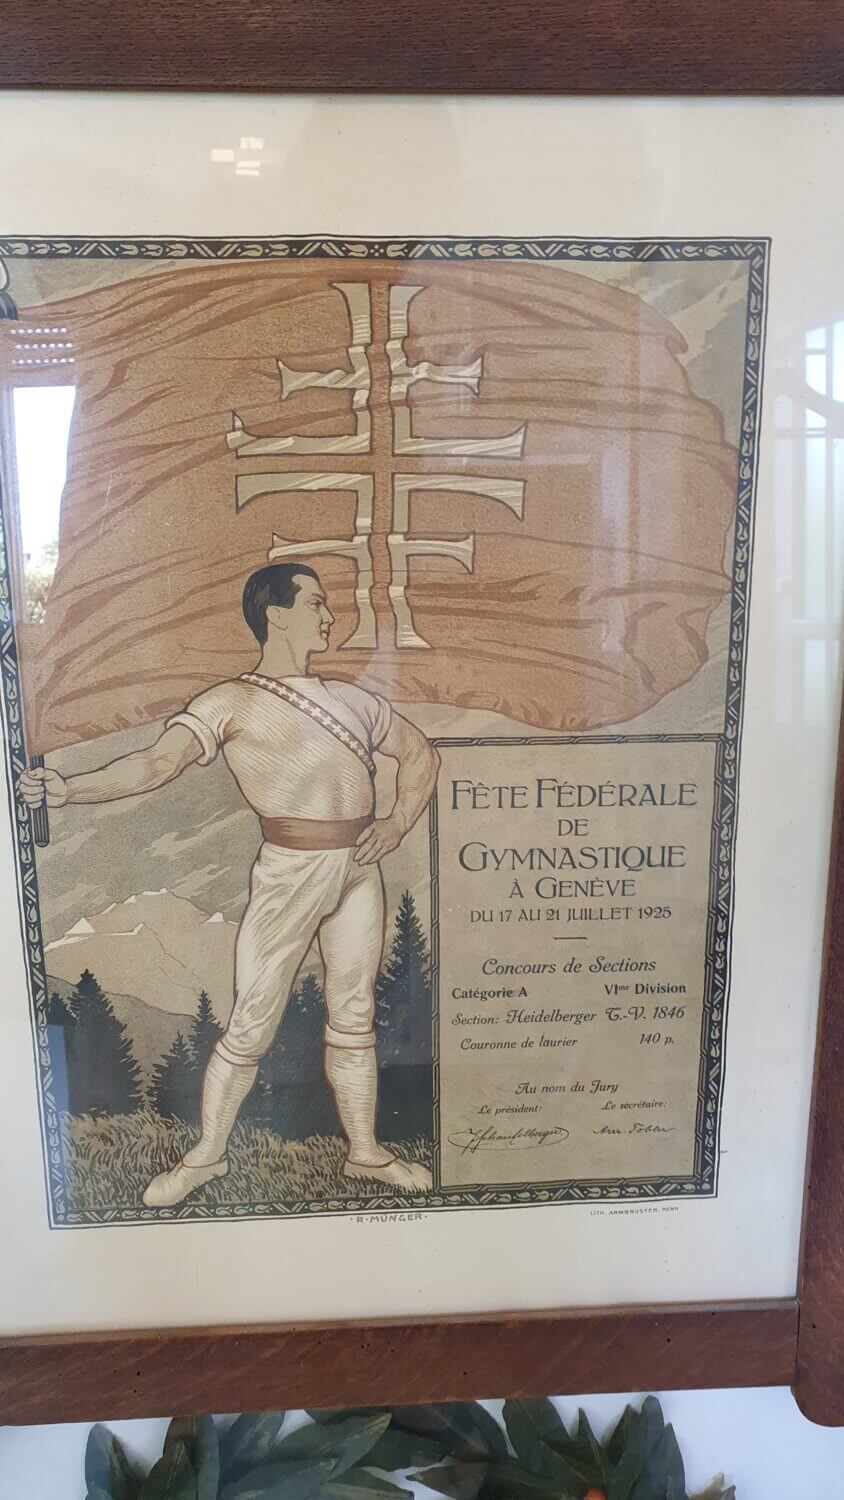 FÊTE FÉDÉRALE
DE
GYMNASTIQUE
À GENÈVE
DU 17 AU 21 JUILLET 1925
Concours de Sections
Catégorie A VIme Division
Section: Heidelberger T.-V. 1846
Couronne de laurier 140 p.
Au nom du Jury
Le président: Le secrétaire:
·R·MÜNGER·
LITH. ARMBRUSTER BERN